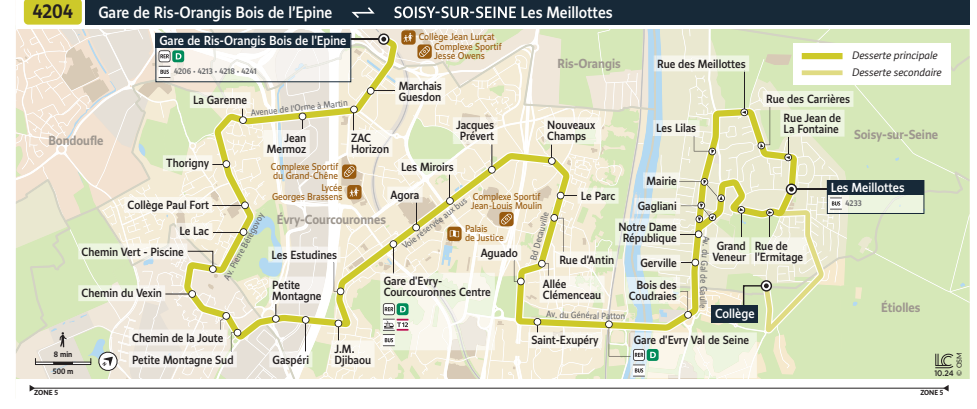 4204 Gare de Ris-Orangis Bois de l'Epine SOISY-SUR-SEINE Les Meillottes
Gare de Ris-Orangis Bois de l'Epine
RER D
BUS 4206 • 4213 • 4218 • 4241
Collège Jean Lurçat
Complexe Sportif
Jesse Owens
Desserte principale
Desserte secondaire
Ris-Orangis
Rue des Meillottes
Marchais
Guesdon
La Garenne
Avenue de l'Orme à Martin
Rue des Carrières
Rue Jean de
La Fontaine
Jean
Mermoz
ZAC
Horizon
Jacques
Prévert
Nouveaux
Champs
Les Lilas
Soisy-sur-Seine
Bondoufle
Thorigny
Complexe Sportif
du Grand-Chêne
Lycée
Georges Brassens
Les Miroirs
Mairie
Les Meillottes
BUS 4233
Collège Paul Fort
Agora
Complexe Sportif
Jean-Louis Moulin
Le Parc
Gagliani
Évry-Courcouronnes
Voie réservée aux bus
Palais
de Justice
Bd Decauville
Le Lac
Av. Pierre Bérégovoy
Notre Dame
République
Grand
Veneur
Rue de
l'Ermitage
Chemin Vert - Piscine
Les Estudines
Aguado
Rue d'Antin
Gerville
Av. du Gal de Gaulle
Chemin du Vexin
Petite
Montagne
Gare d'Evry-
Courcouronnes Centre
RER D
T12
BUS
Allée
Clémenceau
Bois des
Coudraies
Collège
Étiolles
Av. du Général Patton
Chemin de la Joute
Petite Montagne Sud
Gaspéri
J.M.
Djibaou
Saint-Exupéry
Gare d'Evry Val de Seine
RER D
BUS
8 min
500 m
LC
10.24 © OSM
ZONE 5 ZONE 5